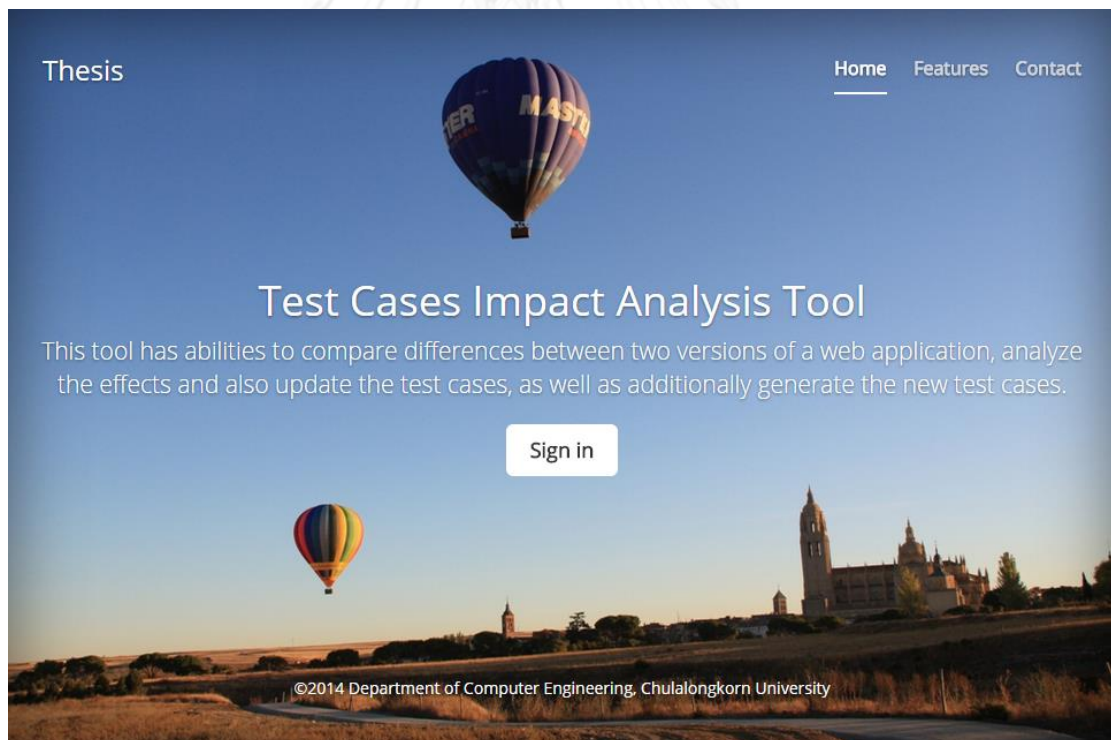 Thesis
Home Features Contact
MASTER
Test Cases Impact Analysis Tool
This tool has abilities to compare differences between two versions of a web application, analyze
the effects and also update the test cases, as well as additionally generate the new test cases.
Sign in
©2014 Department of Computer Engineering, Chulalongkorn University